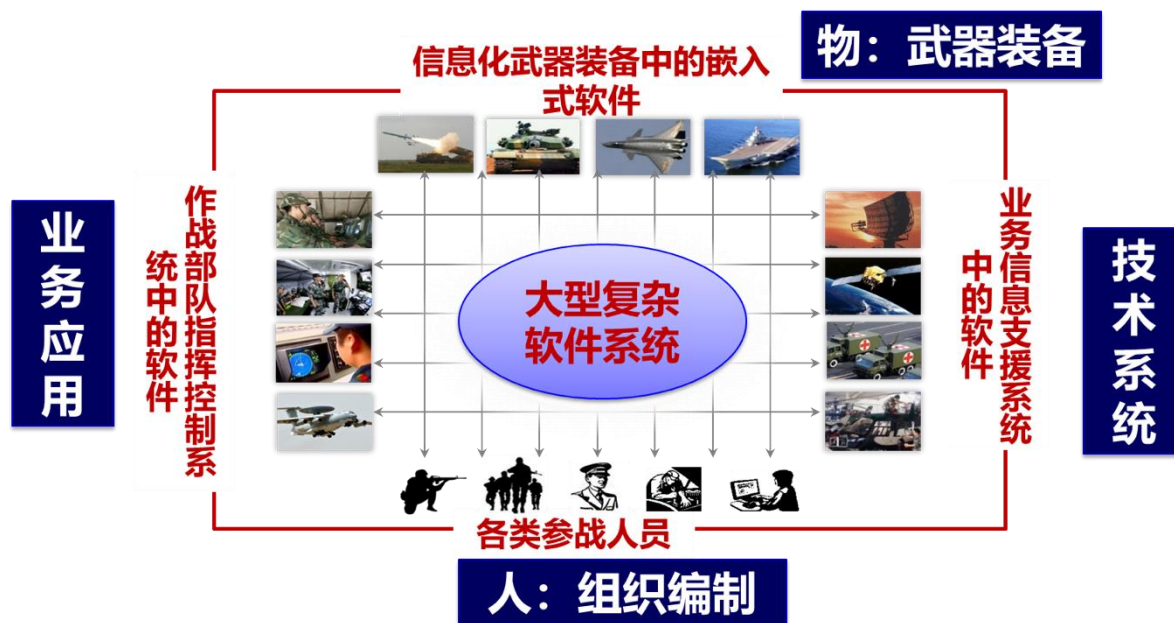 物：武器装备
信息化武器装备中的嵌入
式软件
业务应用
作战部队指挥控制系
统中的软件
大型复杂
软件系统
业务信息支援系统
中的软件
技术系统
各类参战人员
人：组织编制